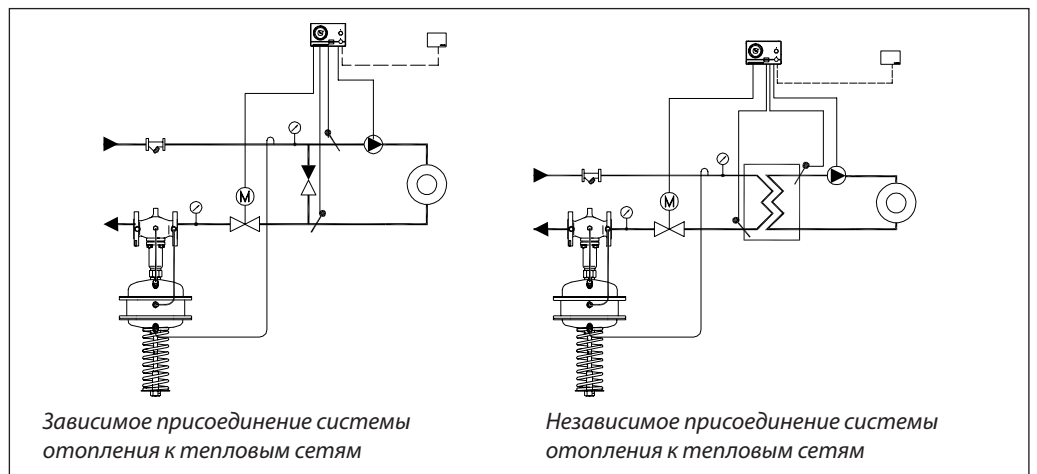 M
M
Зависимое присоединение системы
отопления к тепловым сетям
Независимое присоединение системы
отопления к тепловым сетям